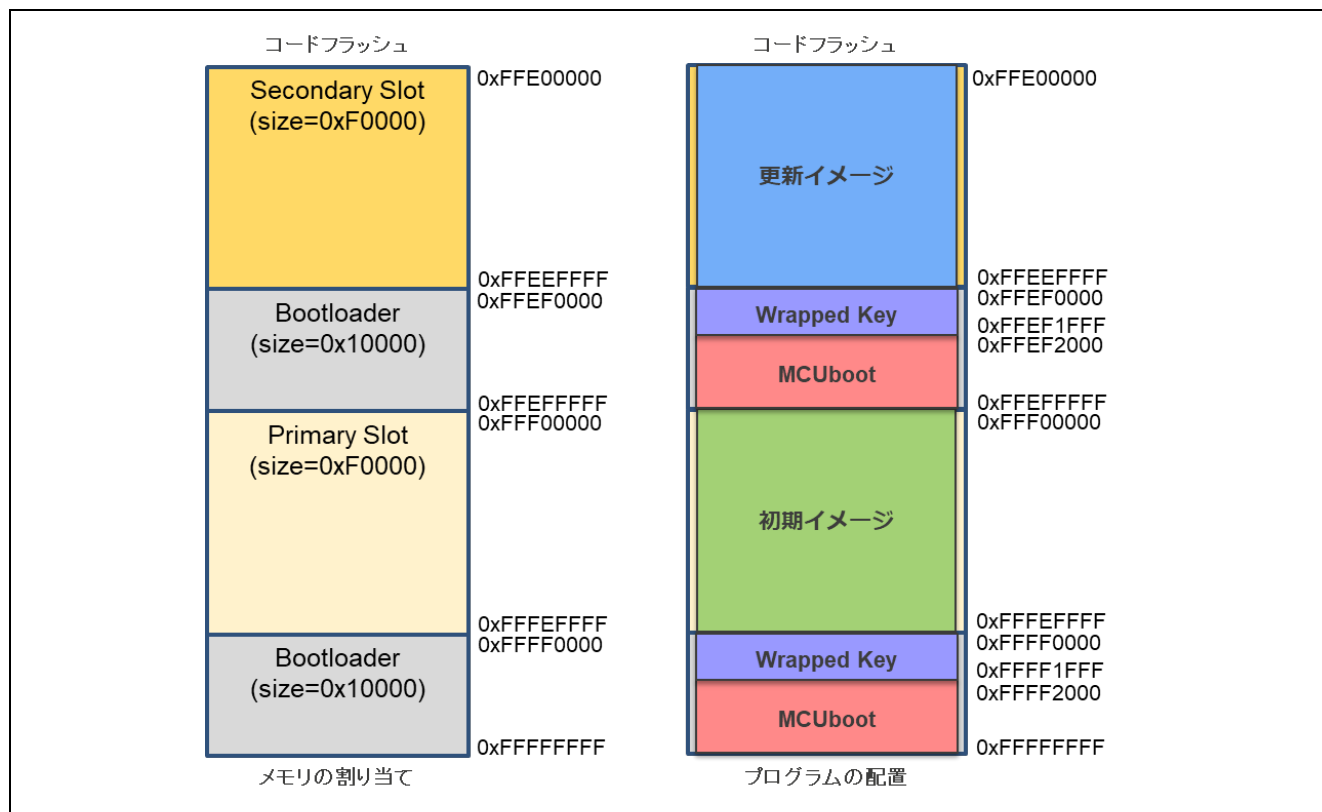 コードフラッシュ
Secondary Slot
(size=0xF0000)
0xFFE00000
0xFFEEFFFF
0xFFEF0000
Bootloader
(size=0x10000)
0xFFEFFFFF
0xFFF00000
Primary Slot
(size=0xF0000)
0xFFFEFFFF
0xFFFF0000
Bootloader
(size=0x10000)
0xFFFFFFFF
メモリの割り当て
コードフラッシュ
0xFFE00000
更新イメージ
0xFFEEFFFF
0xFFEF0000
Wrapped Key
0xFFEF1FFF
0xFFEF2000
MCUboot
0xFFEFFFFF
0xFFF00000
初期イメージ
0xFFFEFFFF
0xFFFF0000
Wrapped Key
0xFFFF1FFF
0xFFFF2000
MCUboot
0xFFFFFFFF
プログラムの配置